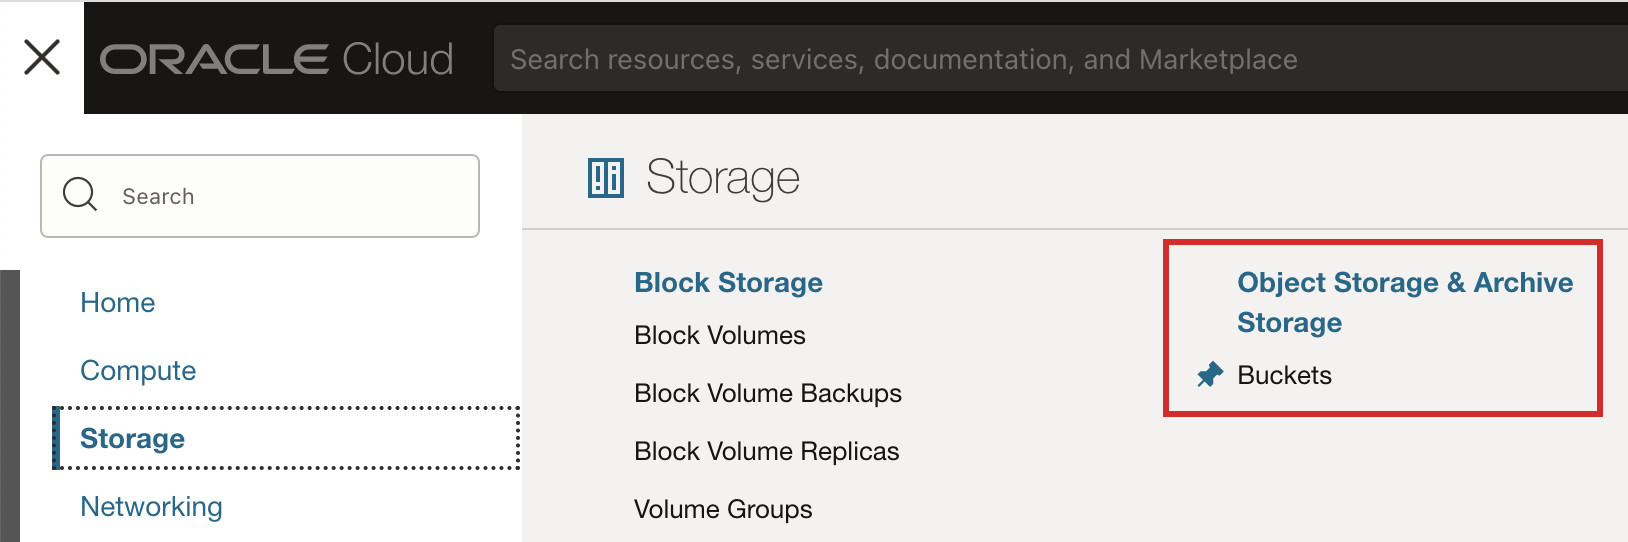 ORACLE Cloud
Search resources, services, documentation, and Marketplace
Search
Home
Compute
Storage
Networking
Storage
Block Storage
Block Volumes
Block Volume Backups
Block Volume Replicas
Volume Groups
Object Storage & Archive
Storage
Buckets